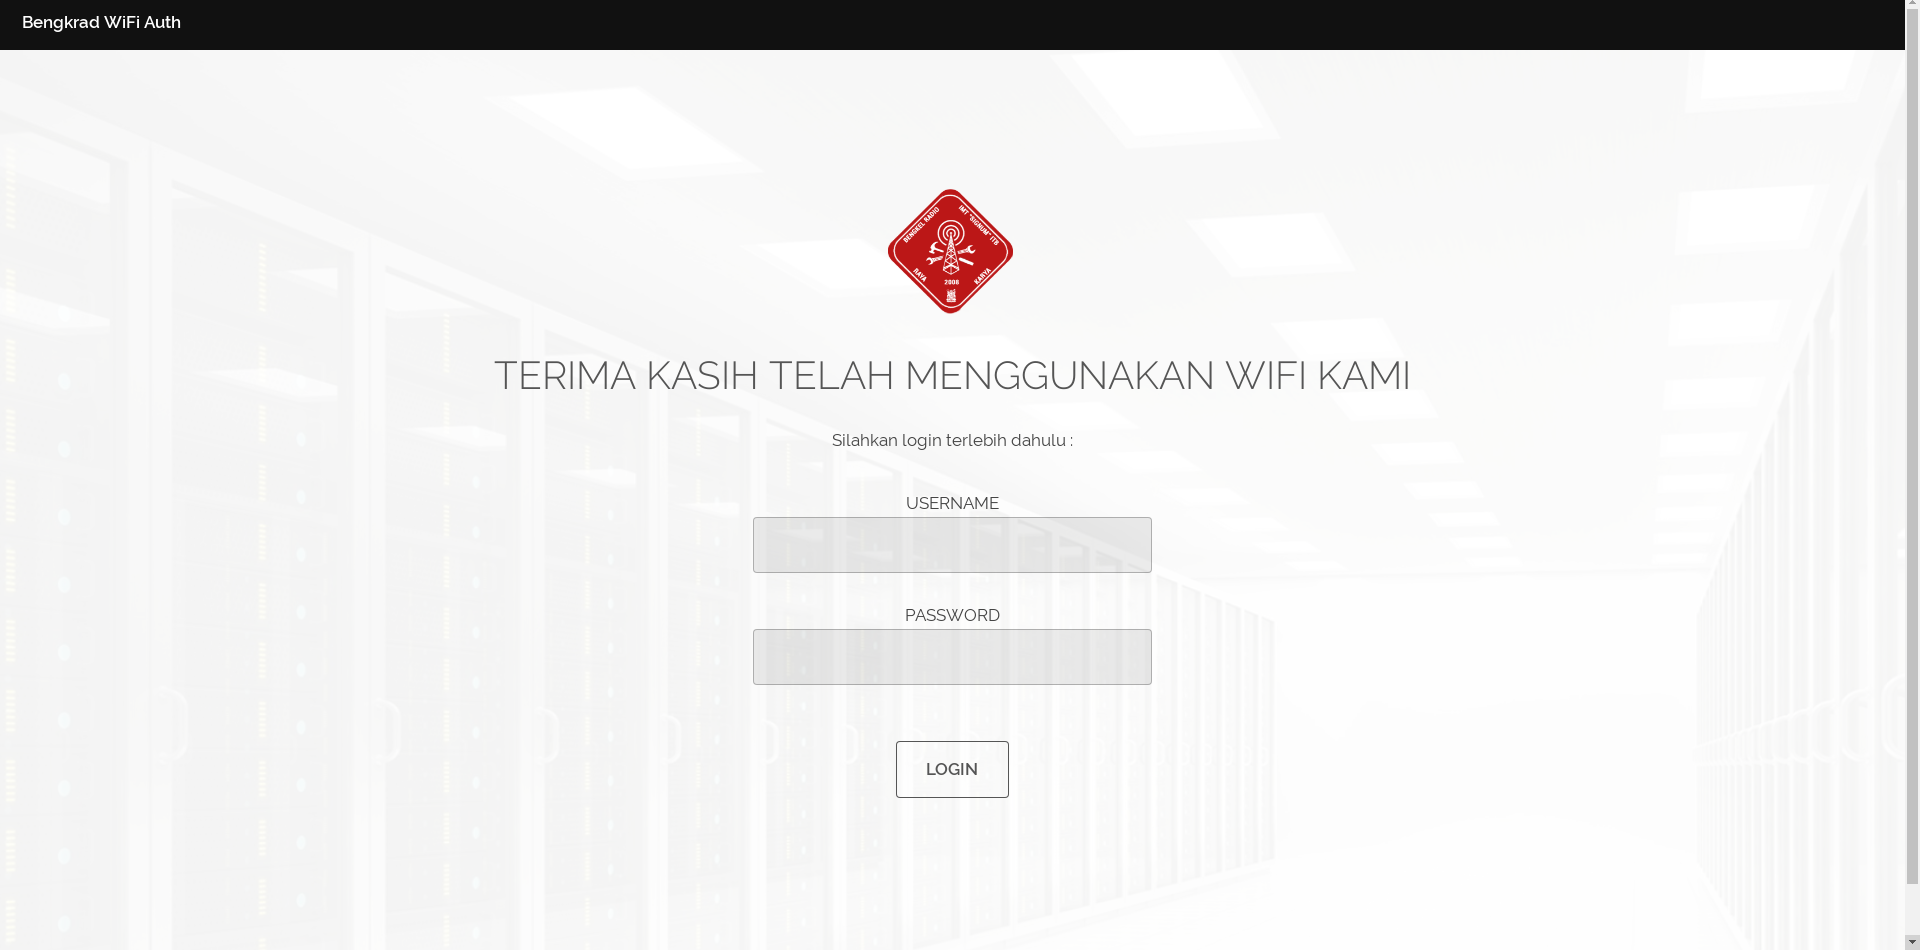 Bengkrad WiFi Auth
BENGKEL RADIO
IMT "SIGNUM" ITB
RAYA
KARYA
2008
TERIMA KASIH TELAH MENGGUNAKAN WIFI KAMI
Silahkan login terlebih dahulu :
USERNAME
PASSWORD
LOGIN